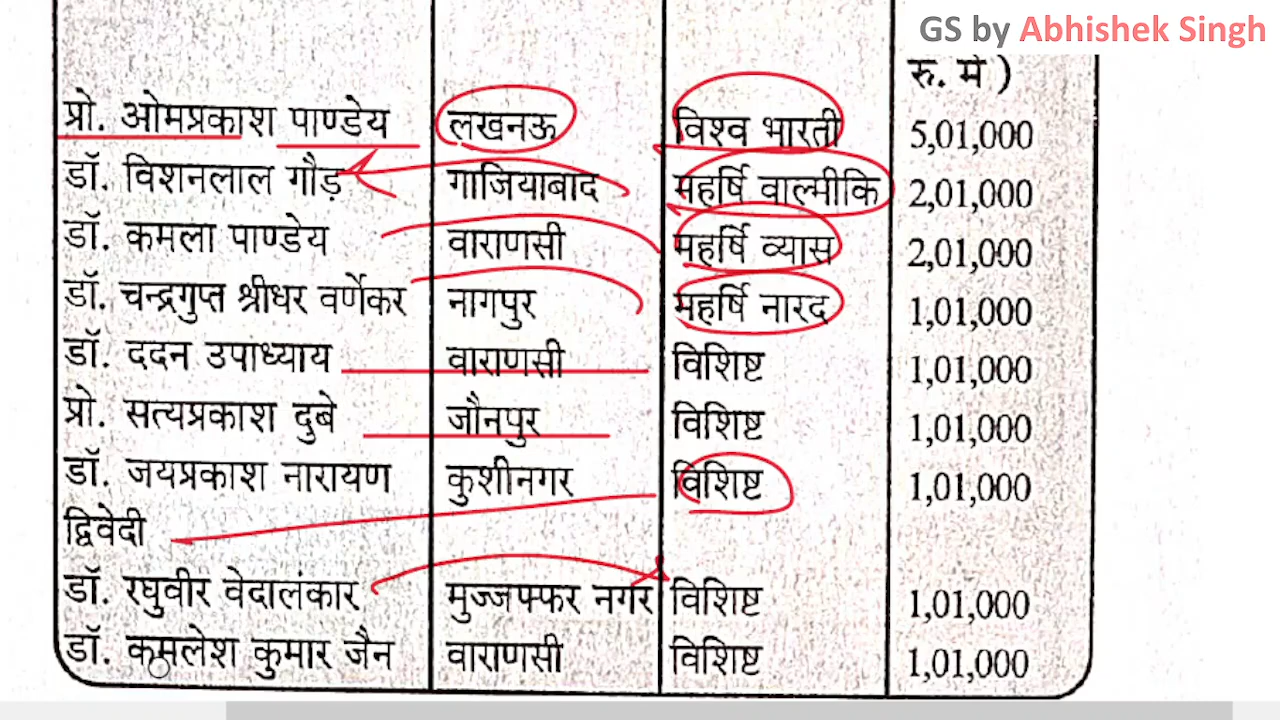 GS by Abhishek Singh
रु. में )
प्रो. ओमप्रकाश पाण्डेय लखनऊ विश्व भारती 5,01,000
डॉ. विशनलाल गौड़ गाजियाबाद महर्षि वाल्मीकि 2,01,000
डॉ. कमला पाण्डेय वाराणसी महर्षि व्यास 2,01,000
डॉ. चन्द्रगुप्त श्रीधर वर्णेकर नागपुर महर्षि नारद 1,01,000
डॉ. ददन उपाध्याय वाराणसी विशिष्ट 1,01,000
प्रो. सत्यप्रकाश दुबे जौनपुर विशिष्ट 1,01,000
डॉ. जयप्रकाश नारायण कुशीनगर विशिष्ट 1,01,000
द्विवेदी
डॉ. रघुवीर वेदालंकार मुज्जफ्फर नगर विशिष्ट 1,01,000
डॉ. कमलेश कुमार जैन वाराणसी विशिष्ट 1,01,000